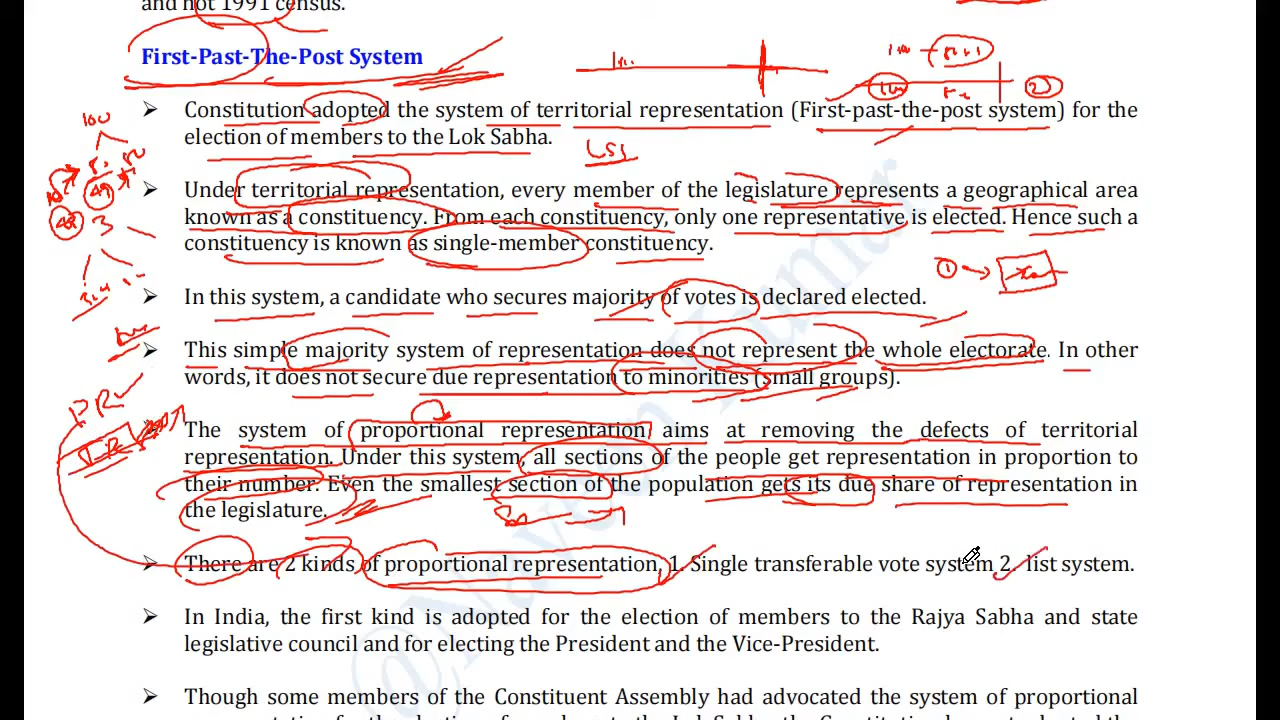 and not 1991 census.
First-Past-The-Post System
➢ Constitution adopted the system of territorial representation (First-past-the-post system) for the
election of members to the Lok Sabha.
➢ Under territorial representation, every member of the legislature represents a geographical area
known as a constituency. From each constituency, only one representative is elected. Hence such a
constituency is known as single-member constituency.
➢ In this system, a candidate who secures majority of votes is declared elected.
➢ This simple majority system of representation does not represent the whole electorate. In other
words, it does not secure due representation to minorities (small groups).
The system of proportional representation, aims at removing the defects of territorial
representation. Under this system, all sections of the people get representation in proportion to
their number. Even the smallest section of the population gets its due share of representation in
the legislature.
➢ There are 2 kinds of proportional representation, 1. Single transferable vote system 2. list system.
➢ In India, the first kind is adopted for the election of members to the Rajya Sabha and state
legislative council and for electing the President and the Vice-President.
➢ Though some members of the Constituent Assembly had advocated the system of proportional
@Naveen Kumar
100
49
48
3
PR
LS
1
2